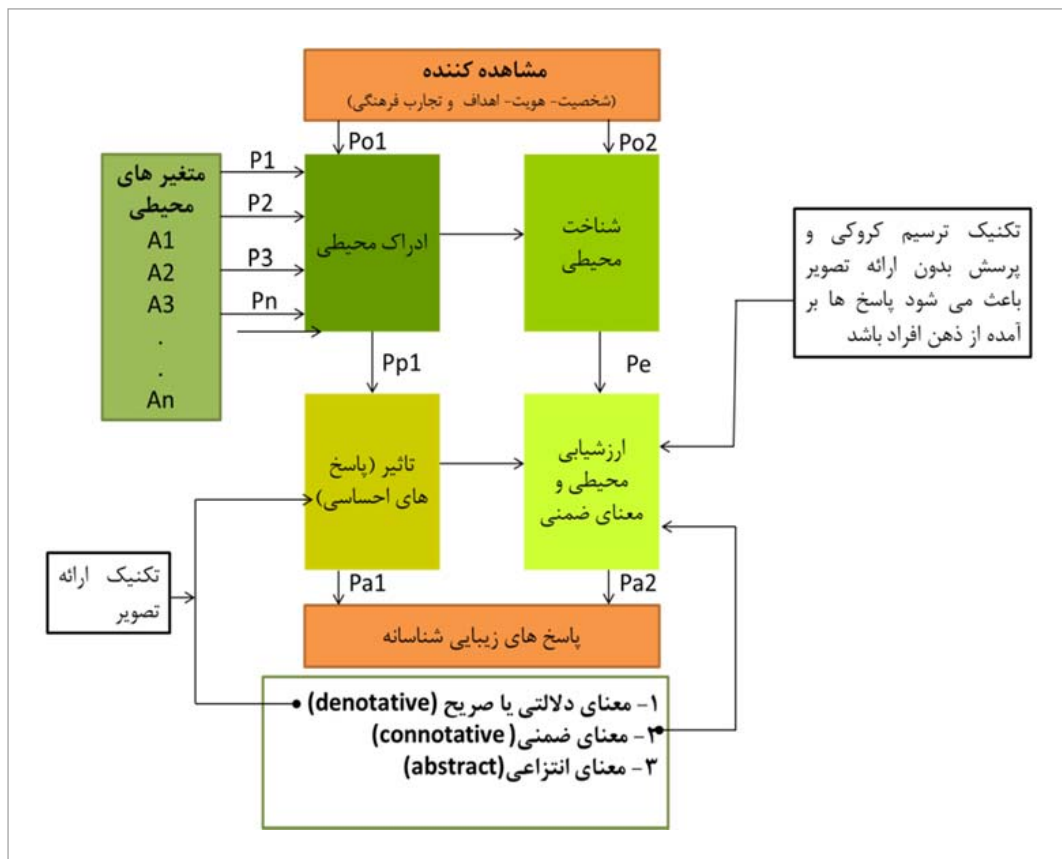 مشاهده کننده
(شخصیت- هویت- اهداف و تجارب فرهنگی)
Po1
Po2
متغیر های
محیطی
A1
A2
A3
.
.
An
P1
P2
P3
Pn
ادراک محیطی
شناخت
محیطی
تکنیک ترسیم کروکی و
پرسش بدون ارائه تصویر
باعث می شود پاسخ ها بر
آمده از ذهن افراد باشد
Pp1
Pe
تاثیر (پاسخ
های احساسی)
ارزشیابی
محیطی و
معنای ضمنی
تکنیک ارائه
تصویر
Pa1
Pa2
پاسخ های زیبایی شناسانه
۱- معنای دلالتی یا صریح (denotative)
۲- معنای ضمنی(connotative)
۳- معنای انتزاعی(abstract)